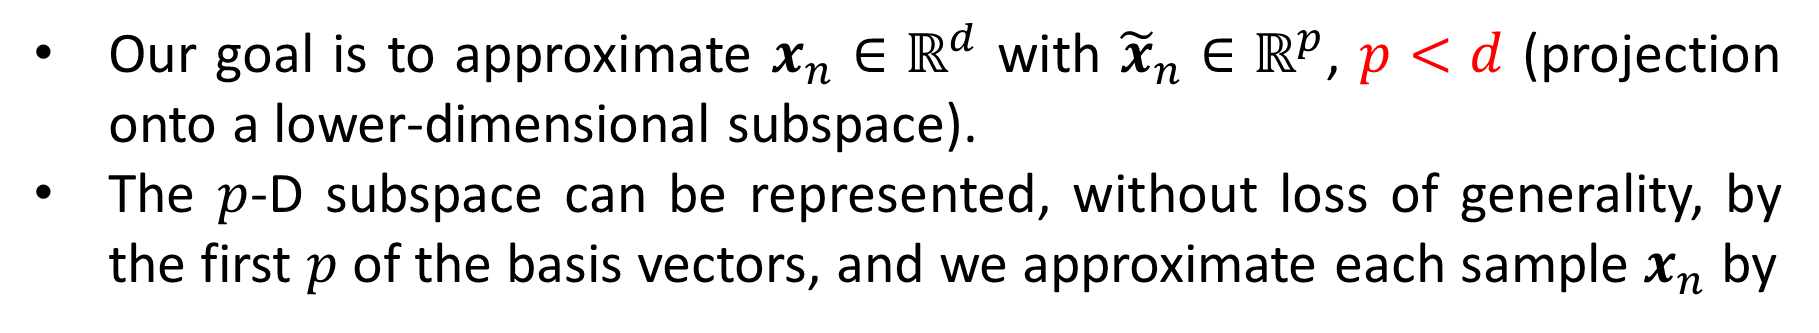 • Our goal is to approximate 𝒙ₙ ∈ ℝᵈ with 𝒙̃ₙ ∈ ℝᵖ, p < d (projection
onto a lower-dimensional subspace).
• The p-D subspace can be represented, without loss of generality, by
the first p of the basis vectors, and we approximate each sample 𝒙ₙ by